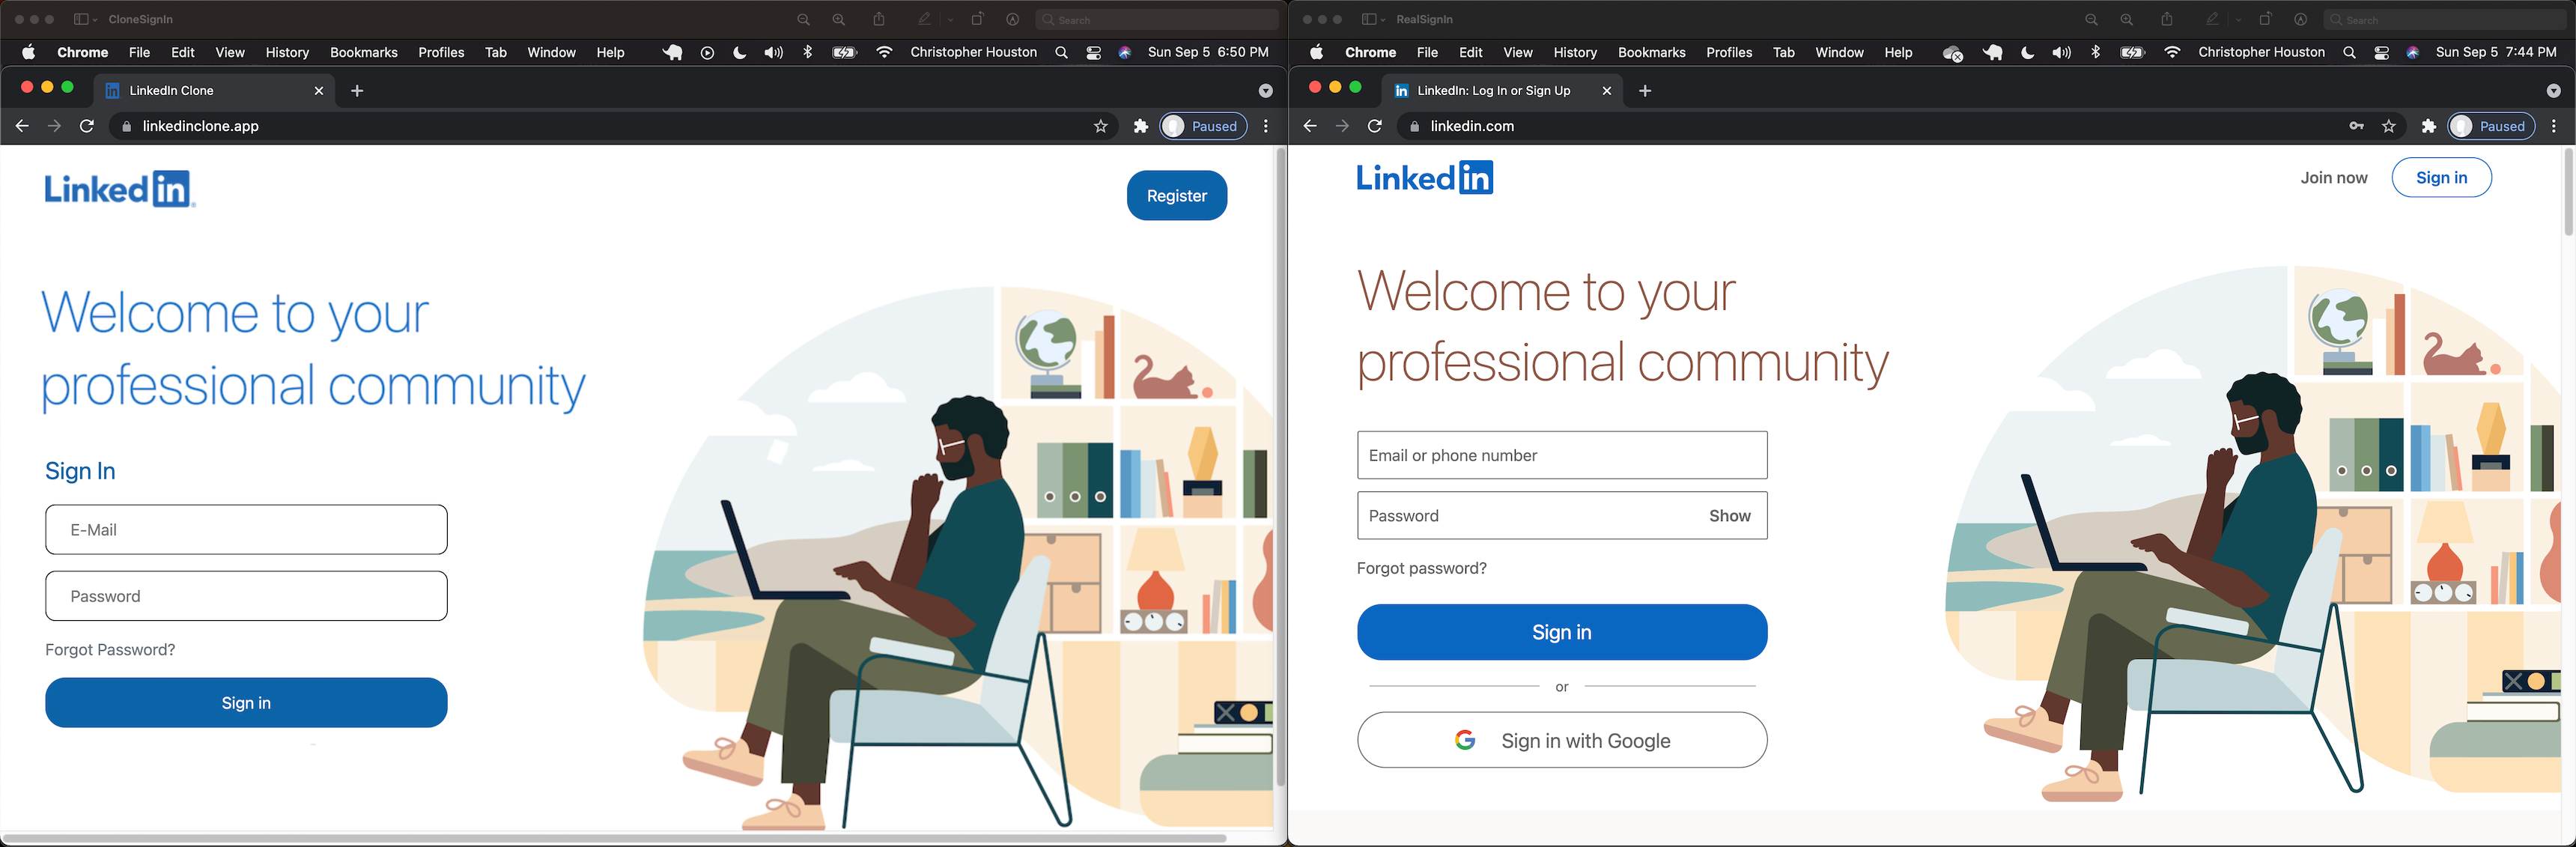 CloneSignIn
Search
Chrome File Edit View History Bookmarks Profiles Tab Window Help Christopher Houston Sun Sep 5 6:50 PM
LinkedIn Clone
linkedinclone.app
Paused
Linkedin
Register
Welcome to your
professional community
Sign In
E-Mail
Password
Forgot Password?
Sign in
RealSignIn
Search
Chrome File Edit View History Bookmarks Profiles Tab Window Help Christopher Houston Sun Sep 5 7:44 PM
LinkedIn: Log In or Sign Up
linkedin.com
Paused
Linkedin
Join now
Sign in
Welcome to your
professional community
Email or phone number
Password Show
Forgot password?
Sign in
or
Sign in with Google